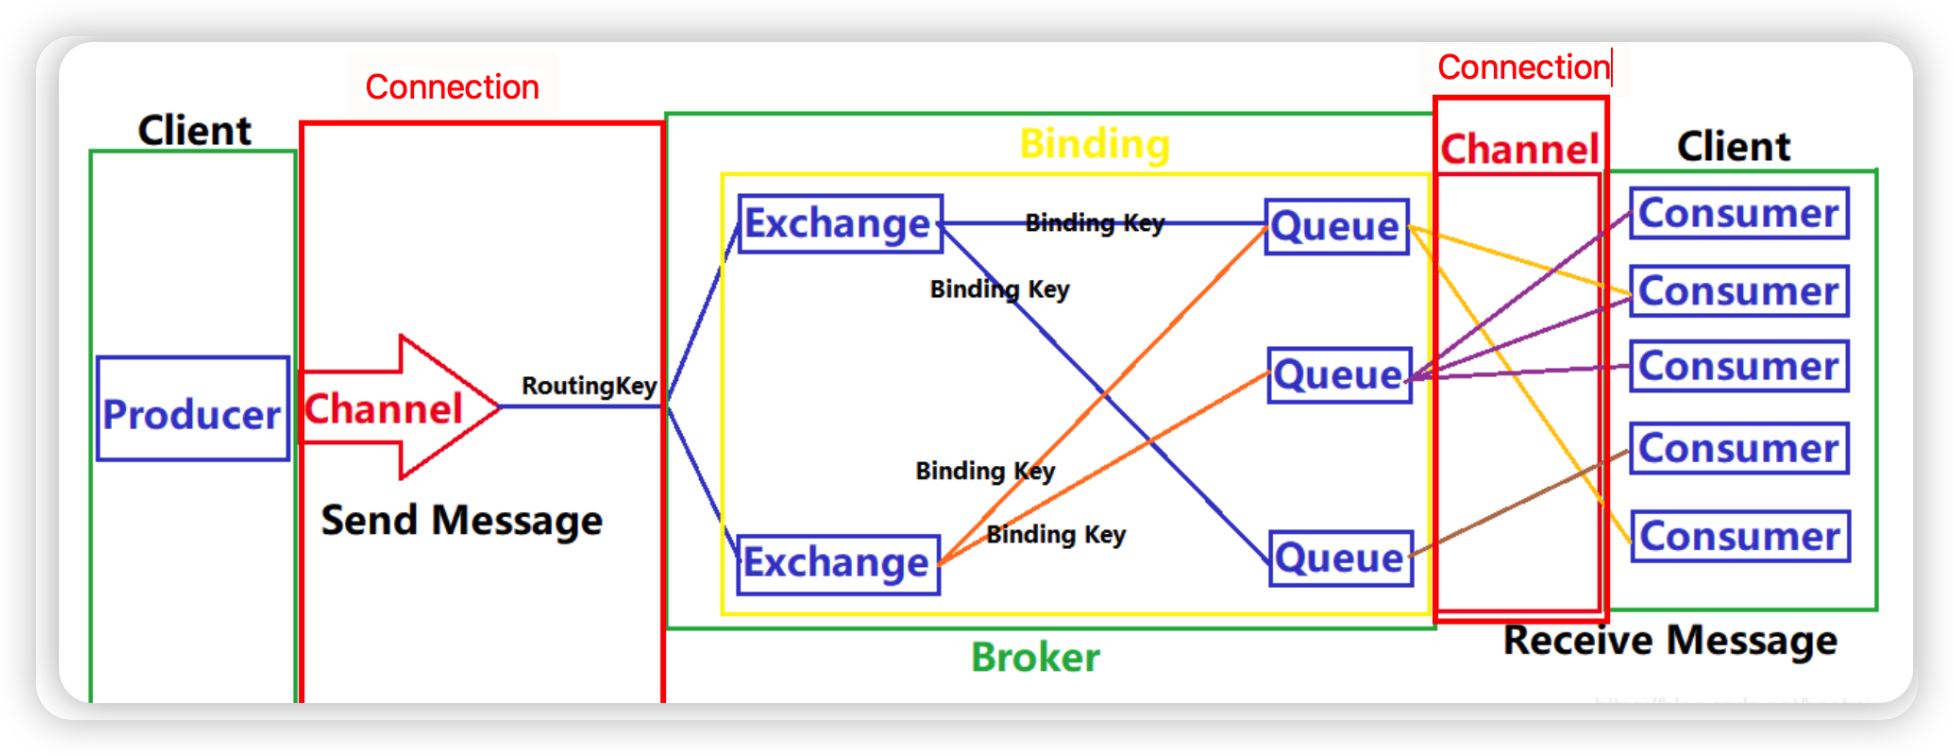 Connection
Connection
Client
Binding
Channel
Client
Exchange
Binding Key
Queue
Consumer
Binding Key
Consumer
Producer
Channel
RoutingKey
Queue
Consumer
Binding Key
Consumer
Send Message
Binding Key
Exchange
Queue
Consumer
Broker
Receive Message